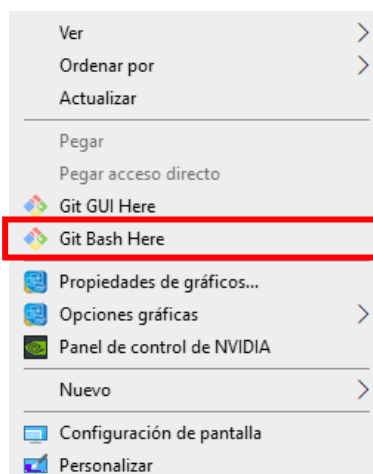 Ver
Ordenar por
Actualizar
Pegar
Pegar acceso directo
Git GUI Here
Git Bash Here
Propiedades de gráficos...
Opciones gráficas
Panel de control de NVIDIA
Nuevo
Configuración de pantalla
Personalizar